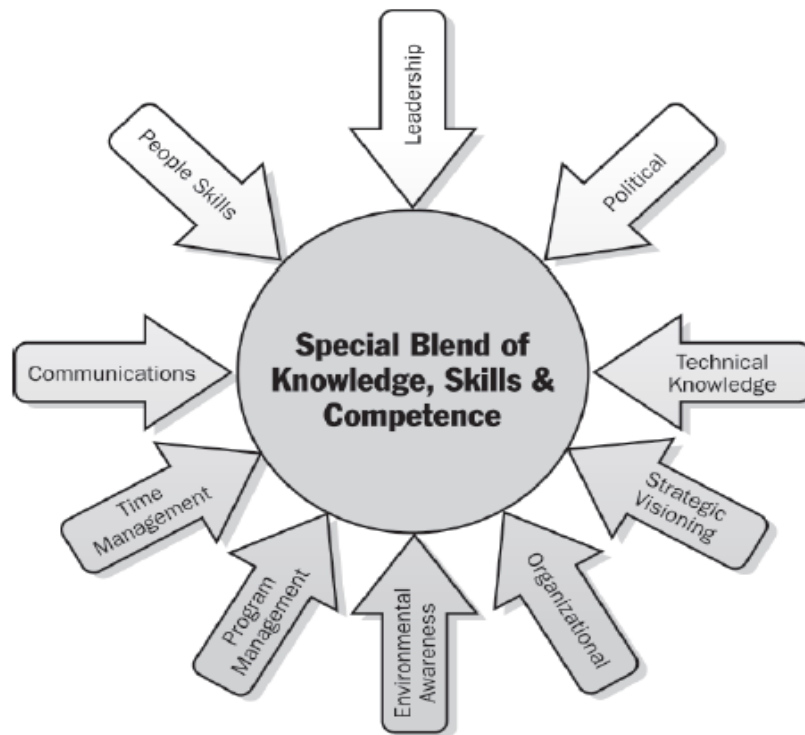 Leadership
People Skills
Political
Special Blend of
Knowledge, Skills &
Competence
Communications
Technical
Knowledge
Time
Management
Strategic
Visioning
Program
Management
Environmental
Awareness
Organizational